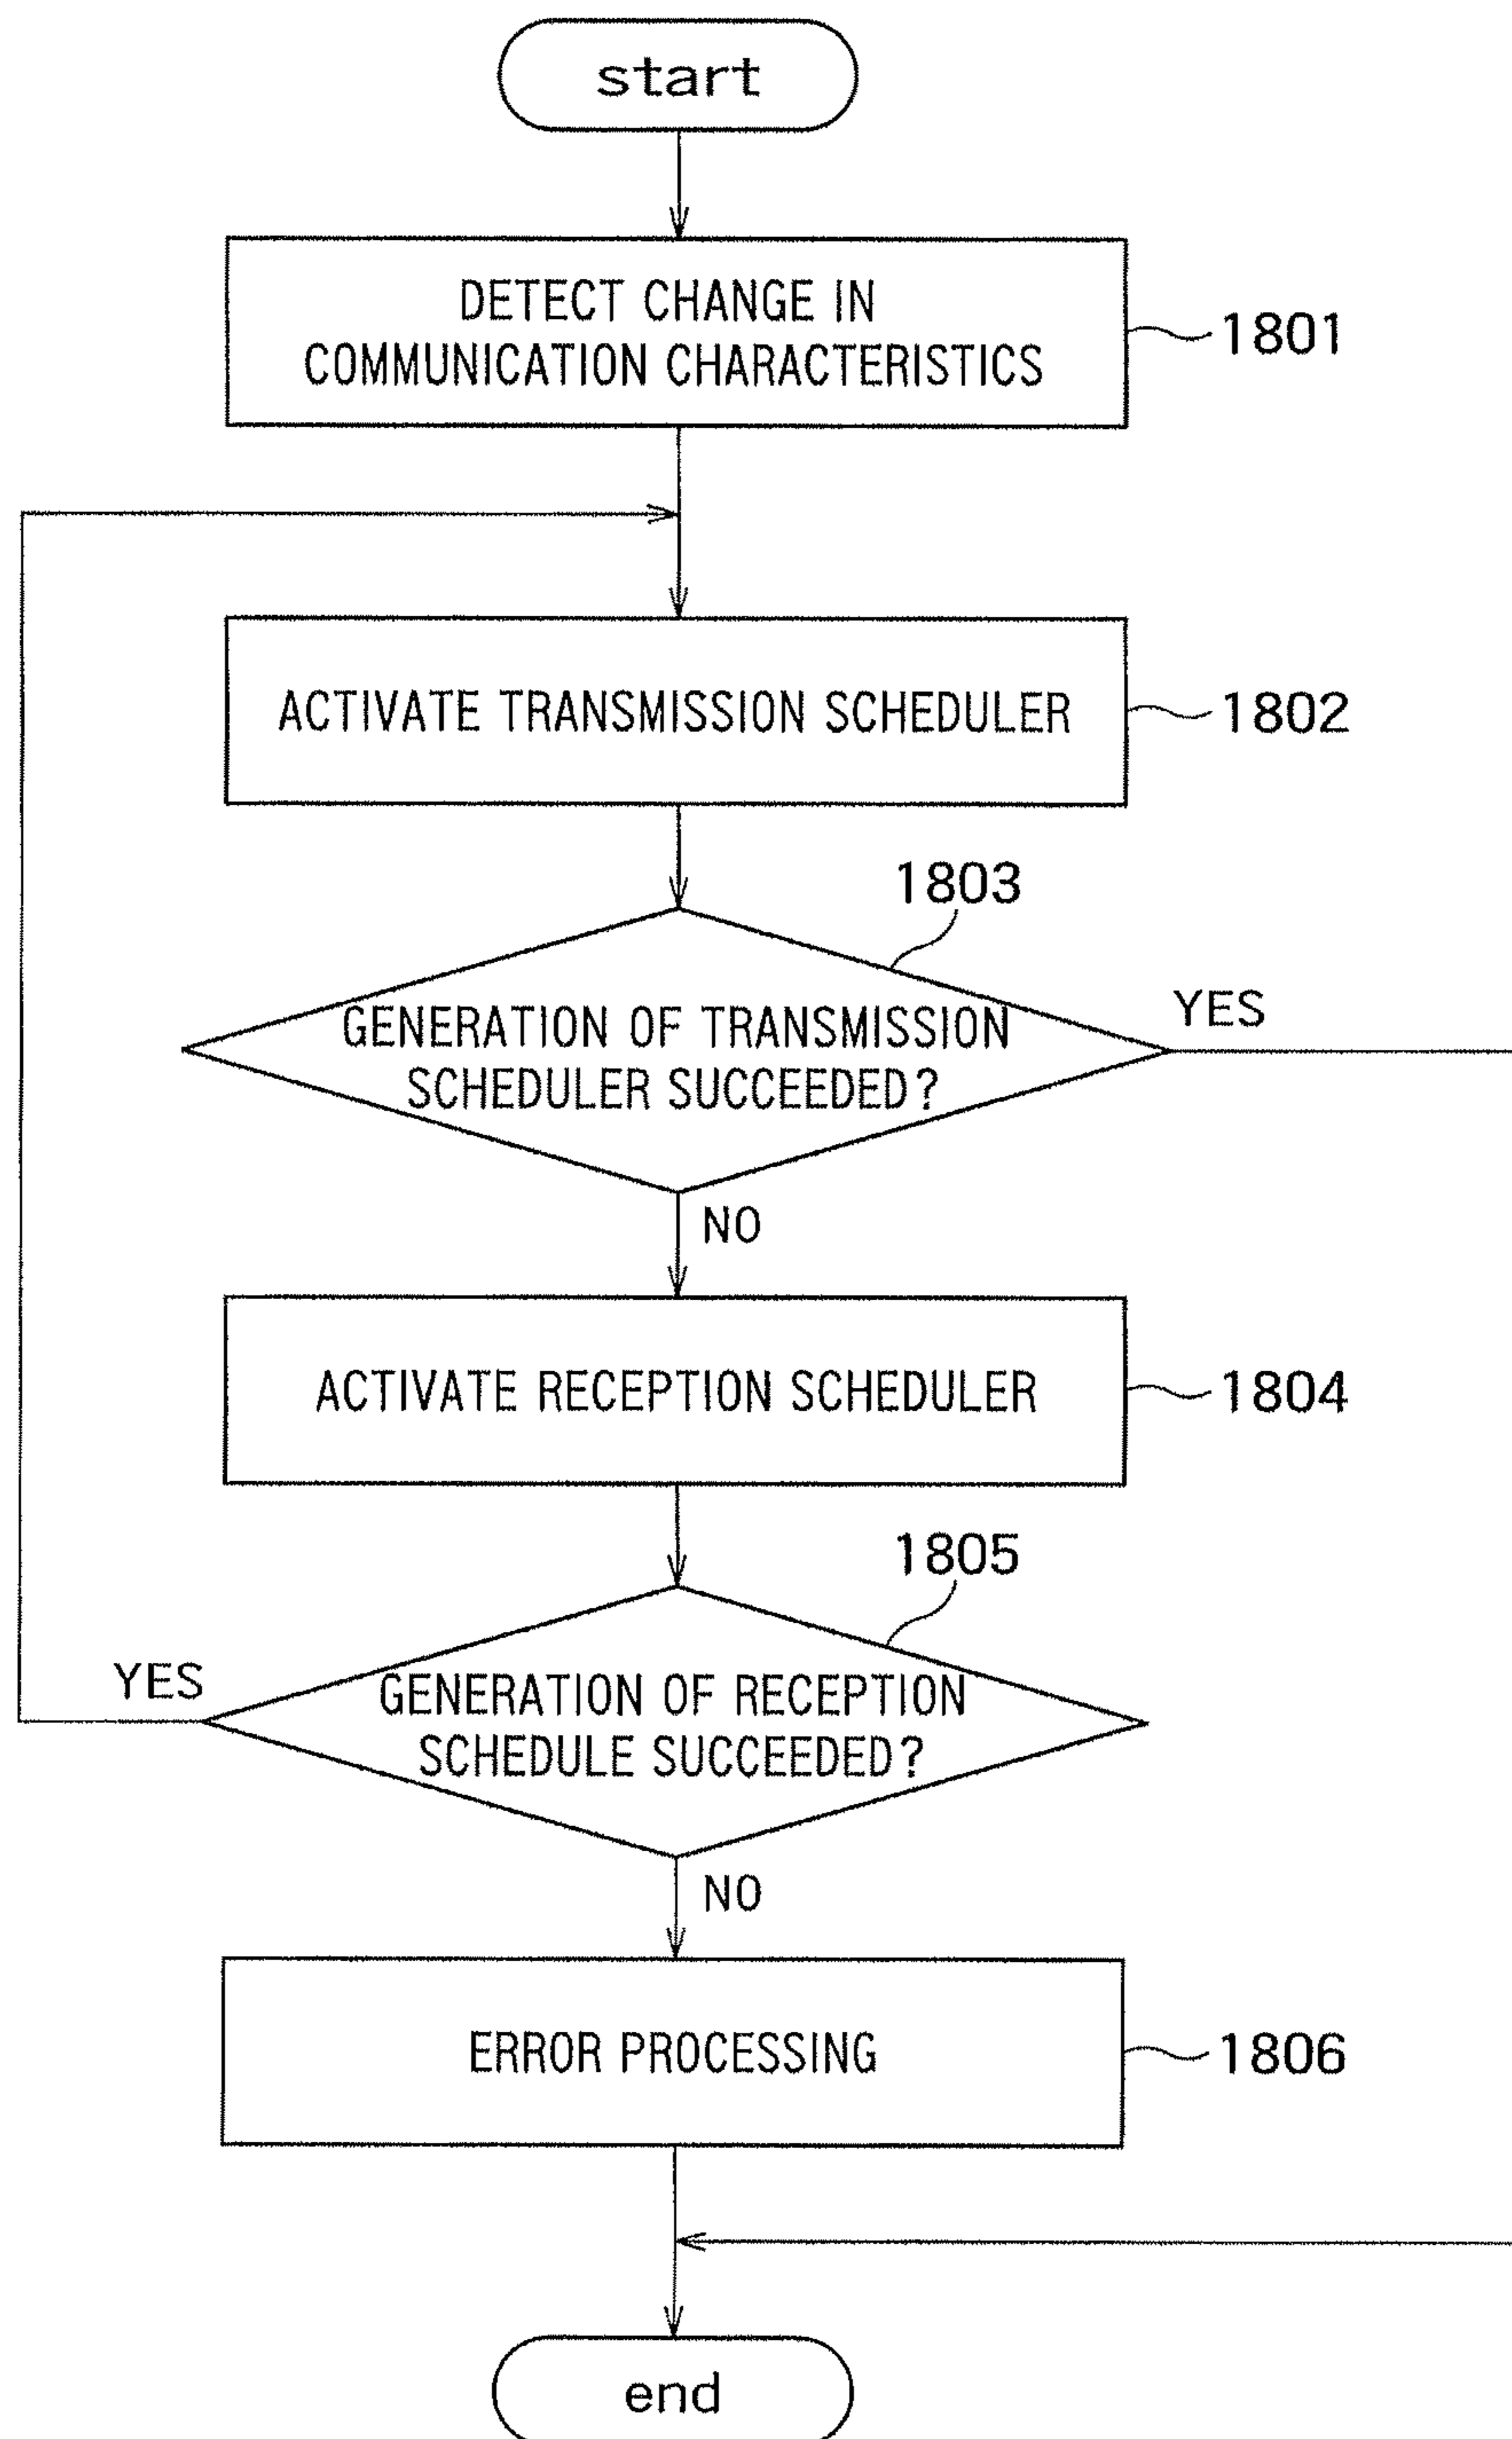 start
DETECT CHANGE IN
COMMUNICATION CHARACTERISTICS
1801
ACTIVATE TRANSMISSION SCHEDULER
1802
1803
GENERATION OF TRANSMISSION
SCHEDULER SUCCEEDED?
YES
NO
ACTIVATE RECEPTION SCHEDULER
1804
1805
GENERATION OF RECEPTION
SCHEDULE SUCCEEDED?
YES
NO
ERROR PROCESSING
1806
end